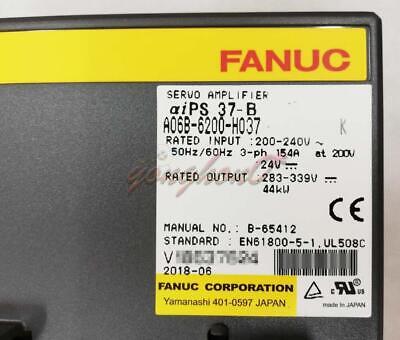 FANUC
SERVO AMPLIFIER
αiPS 37-B
A06B-6200-H037 K
RATED INPUT :200-240V~
50Hz/60Hz 3-ph 154A at 200V
24V⎓
RATED OUTPUT :283-339V⎓
44kW
MANUAL NO.: B-65412
STANDARD : EN61800-5-1,UL508C
V
2018-06
FANUC CORPORATION
Yamanashi 401-0597 JAPAN
CE
made in JAPAN